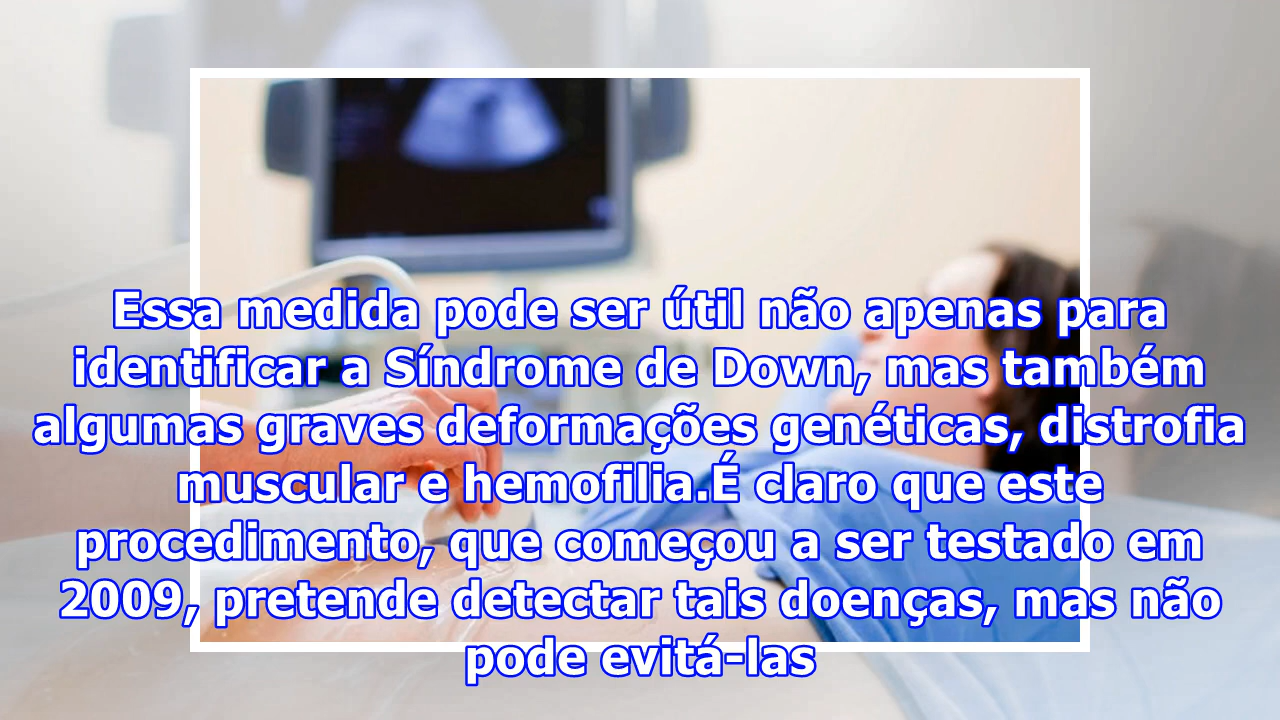 Essa medida pode ser útil não apenas para
identificar a Síndrome de Down, mas também
algumas graves deformações genéticas, distrofia
muscular e hemofilia.É claro que este
procedimento, que começou a ser testado em
2009, pretende detectar tais doenças, mas não
pode evitá-las